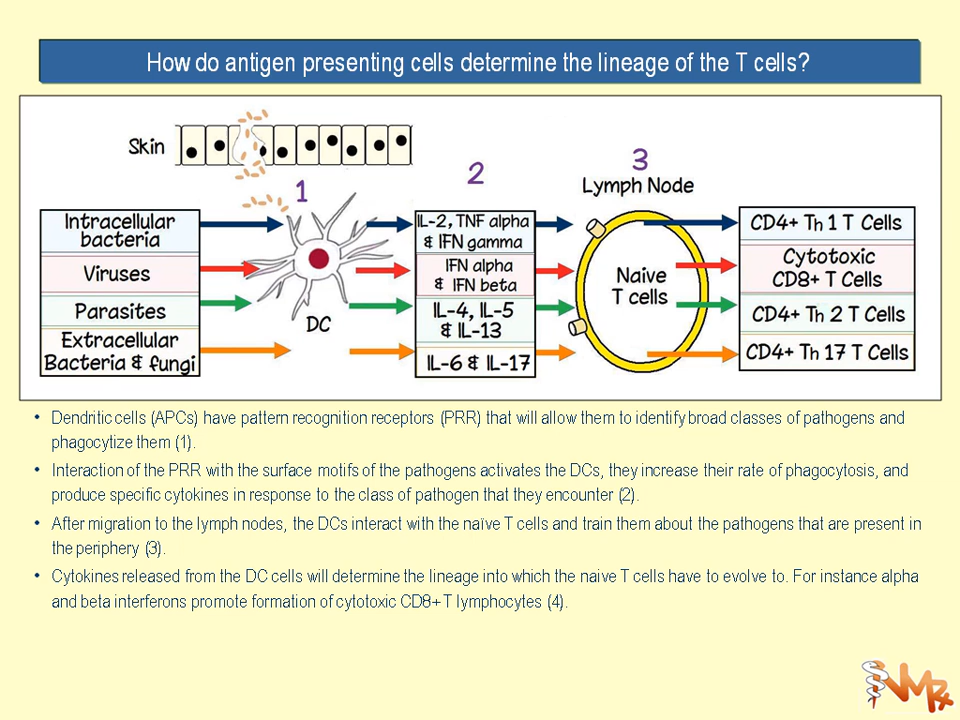 How do antigen presenting cells determine the lineage of the T cells?
Skin
1
2
3
Lymph Node
Intracellular
bacteria
Viruses
Parasites
Extracellular
Bacteria & fungi
DC
IL-2, TNF alpha
& IFN gamma
IFN alpha
& IFN beta
IL-4, IL-5
& IL-13
IL-6 & IL-17
Naive
T cells
CD4+ Th 1 T Cells
Cytotoxic
CD8+ T Cells
CD4+ Th 2 T Cells
CD4+ Th 17 T Cells
• Dendritic cells (APCs) have pattern recognition receptors (PRR) that will allow them to identify broad classes of pathogens and
phagocytize them (1).
• Interaction of the PRR with the surface motifs of the pathogens activates the DCs, they increase their rate of phagocytosis, and
produce specific cytokines in response to the class of pathogen that they encounter (2).
• After migration to the lymph nodes, the DCs interact with the naïve T cells and train them about the pathogens that are present in
the periphery (3).
• Cytokines released from the DC cells will determine the lineage into which the naive T cells have to evolve to. For instance alpha
and beta interferons promote formation of cytotoxic CD8+ T lymphocytes (4).